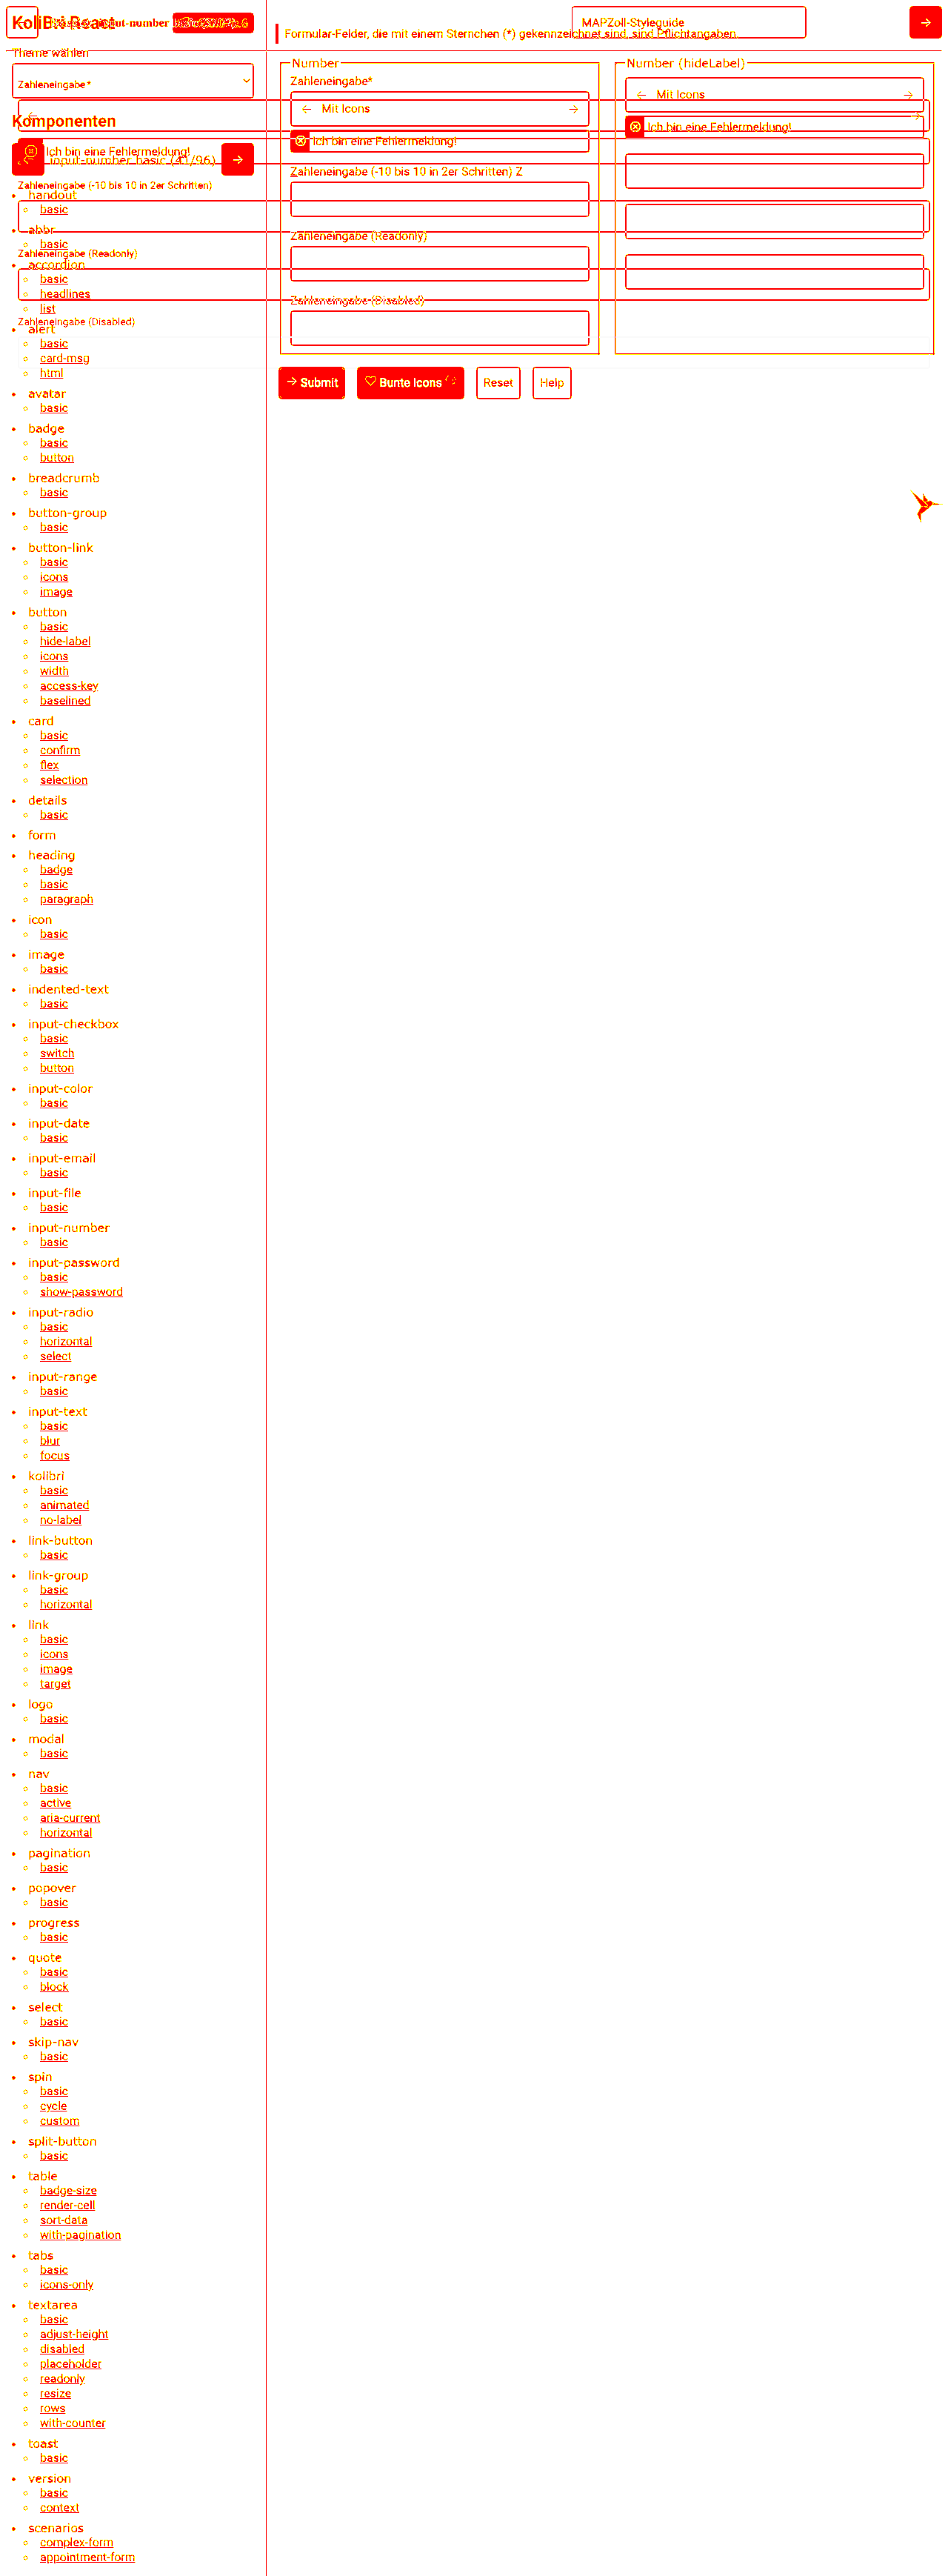 KoliBri React
MAPZoll-Styleguide
Formular-Felder, die mit einem Sternchen (*) gekennzeichnet sind, sind Pflichtangaben.
Theme wählen
Zahleneingabe*
Komponenten
Ich bin eine Fehlermeldung!
input-number basic (41/96)
Zahleneingabe (-10 bis 10 in 2er Schritten)
Zahleneingabe (Readonly)
Zahleneingabe (Disabled)
Number
Zahleneingabe*
Mit Icons
Ich bin eine Fehlermeldung!
Zahleneingabe (-10 bis 10 in 2er Schritten) Z
Zahleneingabe (Readonly)
Zahleneingabe (Disabled)
Number (hideLabel)
Mit Icons
Ich bin eine Fehlermeldung!
Submit
Bunte Icons
Reset
Help
handout
basic
abbr
basic
accordion
basic
headlines
list
alert
basic
card-msg
html
avatar
basic
badge
basic
button
breadcrumb
basic
button-group
basic
button-link
basic
icons
image
button
basic
hide-label
icons
width
access-key
baselined
card
basic
confirm
flex
selection
details
basic
form
heading
badge
basic
paragraph
icon
basic
image
basic
indented-text
basic
input-checkbox
basic
switch
button
input-color
basic
input-date
basic
input-email
basic
input-file
basic
input-number
basic
input-password
basic
show-password
input-radio
basic
horizontal
select
input-range
basic
input-text
basic
blur
focus
kolibri
basic
animated
no-label
link-button
basic
link-group
basic
horizontal
link
basic
icons
image
target
logo
basic
modal
basic
nav
basic
active
aria-current
horizontal
pagination
basic
popover
basic
progress
basic
quote
basic
block
select
basic
skip-nav
basic
spin
basic
cycle
custom
split-button
basic
table
badge-size
render-cell
sort-data
with-pagination
tabs
basic
icons-only
textarea
basic
adjust-height
disabled
placeholder
readonly
resize
rows
with-counter
toast
basic
version
basic
context
scenarios
complex-form
appointment-form